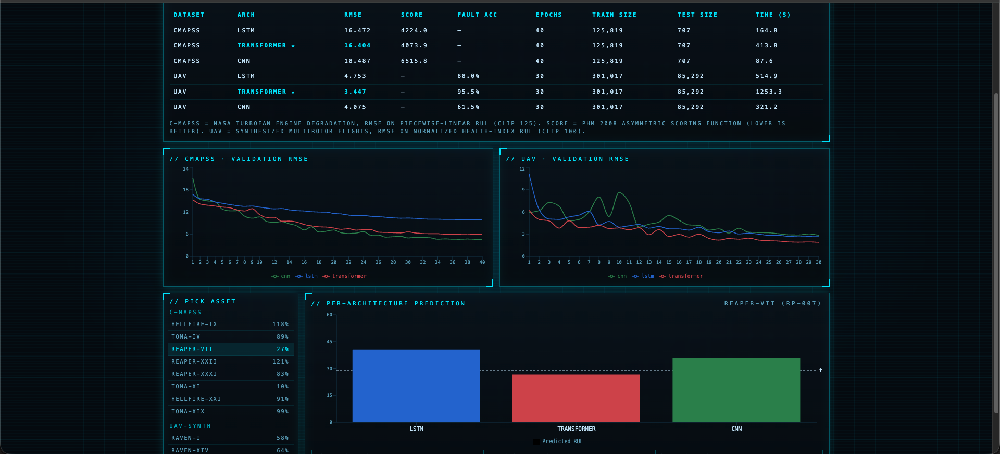 DATASET ARCH RMSE SCORE FAULT ACC EPOCHS TRAIN SIZE TEST SIZE TIME (S)
CMAPSS LSTM 16.472 4224.0 — 40 125,819 707 164.8
CMAPSS TRANSFORMER ★ 16.404 4073.9 — 40 125,819 707 413.8
CMAPSS CNN 18.487 6515.8 — 40 125,819 707 87.6
UAV LSTM 4.753 — 88.0% 30 301,017 85,292 514.9
UAV TRANSFORMER ★ 3.447 — 95.5% 30 301,017 85,292 1253.3
UAV CNN 4.075 — 61.5% 30 301,017 85,292 321.2
C-MAPSS = NASA TURBOFAN ENGINE DEGRADATION, RMSE ON PIECEWISE-LINEAR RUL (CLIP 125). SCORE = PHM 2008 ASYMMETRIC SCORING FUNCTION (LOWER IS
BETTER). UAV = SYNTHESIZED MULTIROTOR FLIGHTS, RMSE ON NORMALIZED HEALTH-INDEX RUL (CLIP 100).
// CMAPSS · VALIDATION RMSE
24
18
12
6
0
1 2 3 4 5 6 7 8 9 10 12 14 16 18 20 22 24 26 28 30 32 34 36 38 40
cnn lstm transformer
// UAV · VALIDATION RMSE
12
9
6
3
0
1 2 3 4 5 6 7 8 9 10 11 12 13 14 15 16 17 18 19 20 21 22 23 24 25 26 27 28 29 30
cnn lstm transformer
// PICK ASSET
C-MAPSS
HELLFIRE-IX 118%
TOMA-IV 89%
REAPER-VII 27%
REAPER-XXII 121%
REAPER-XXXI 83%
TOMA-XI 10%
HELLFIRE-XXI 91%
TOMA-XIX 99%
UAV-SYNTH
RAVEN-I 58%
RAVEN-XIV 64%
// PER-ARCHITECTURE PREDICTION
REAPER-VII (RP-007)
60
45
30
15
0
t
LSTM TRANSFORMER CNN
Predicted RUL